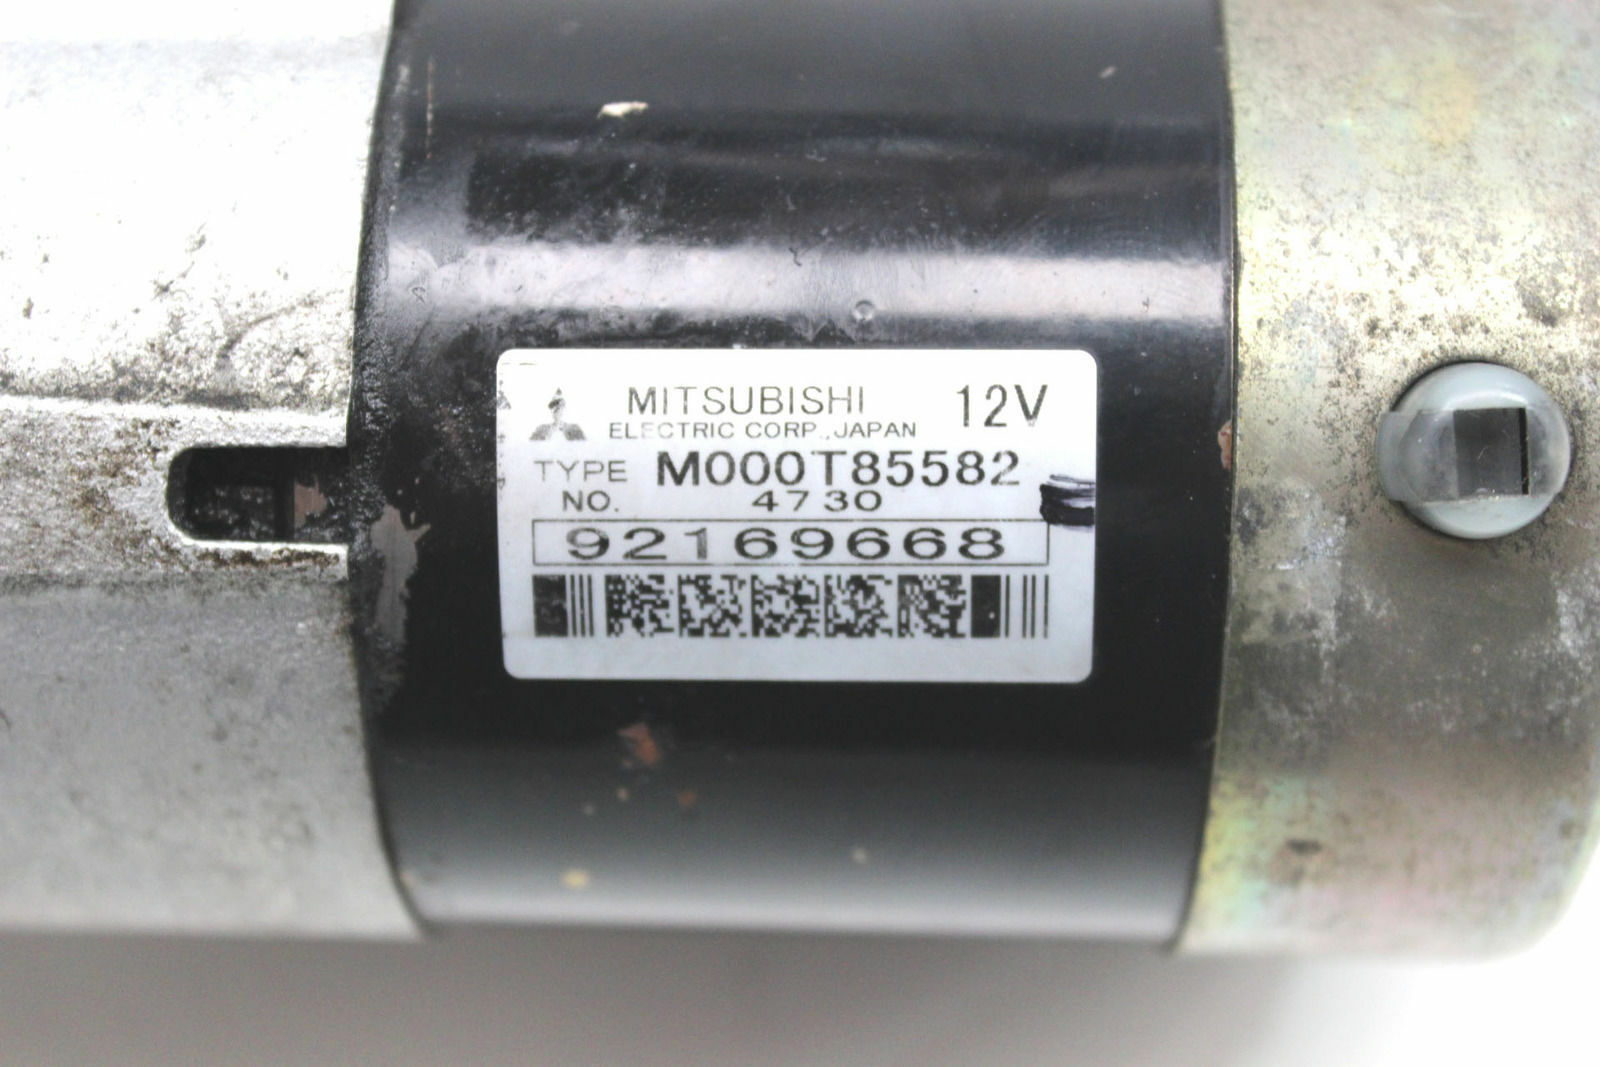 MITSUBISHI 12V
ELECTRIC CORP., JAPAN
TYPE M000T85582
NO. 4730
92169668